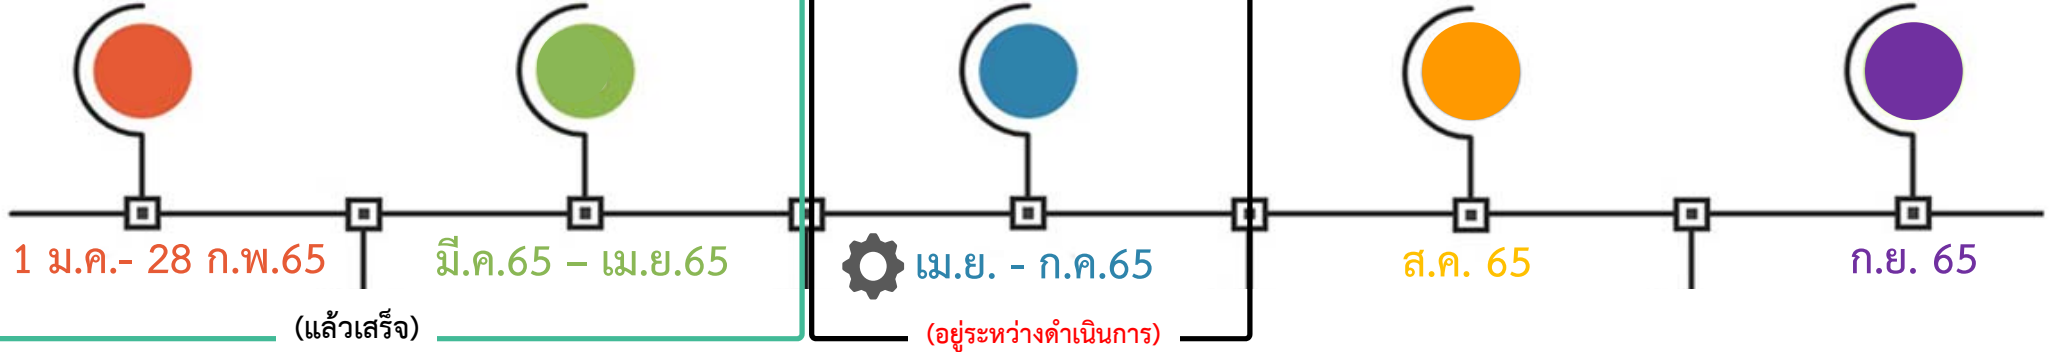 1 ม.ค.- 28 ก.พ.65
มี.ค.65 – เม.ย.65
เม.ย. - ก.ค.65
ส.ค. 65
ก.ย. 65
(แล้วเสร็จ)
(อยู่ระหว่างดำเนินการ)